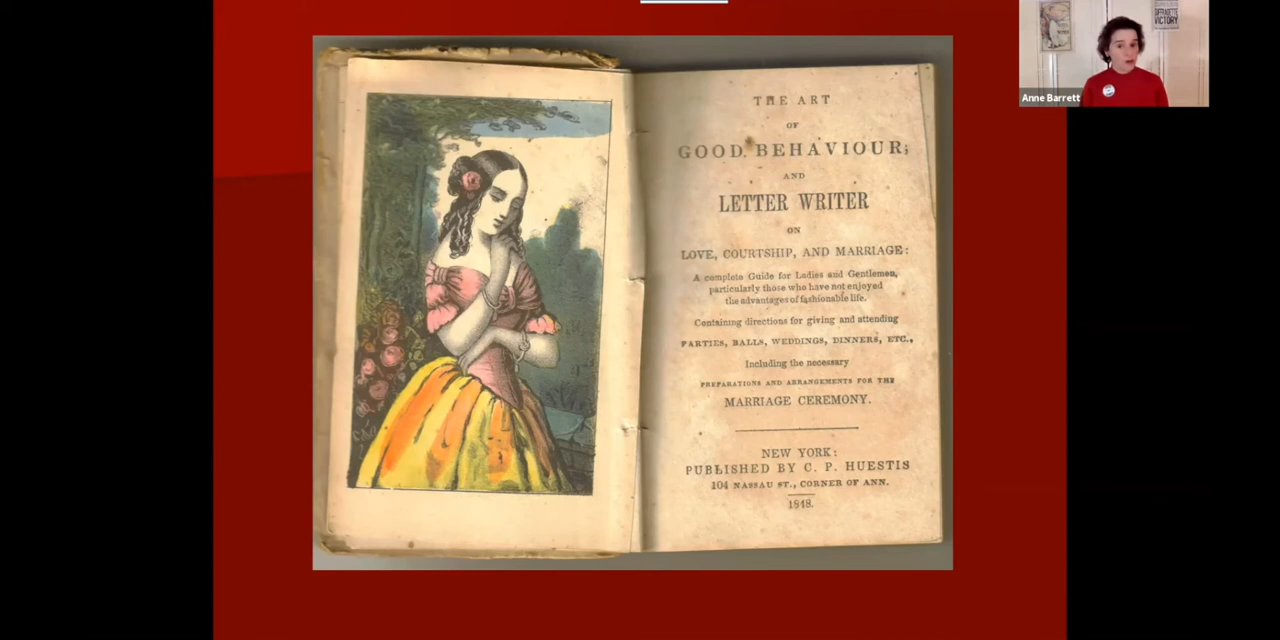 THE ART
OF
GOOD BEHAVIOUR;
AND
LETTER WRITER
ON
LOVE, COURTSHIP, AND MARRIAGE:
A complete Guide for Ladies and Gentlemen,
particularly those who have not enjoyed
the advantages of fashionable life.
Containing directions for giving and attending
PARTIES, BALLS, WEDDINGS, DINNERS, ETC.,
Including the necessary
PREPARATIONS AND ARRANGEMENTS FOR THE
MARRIAGE CEREMONY.
NEW YORK:
PUBLISHED BY C. P. HUESTIS
104 NASSAU ST., CORNER OF ANN.
1848.
SUFFRAGETTE
VICTORY
Anne Barrett